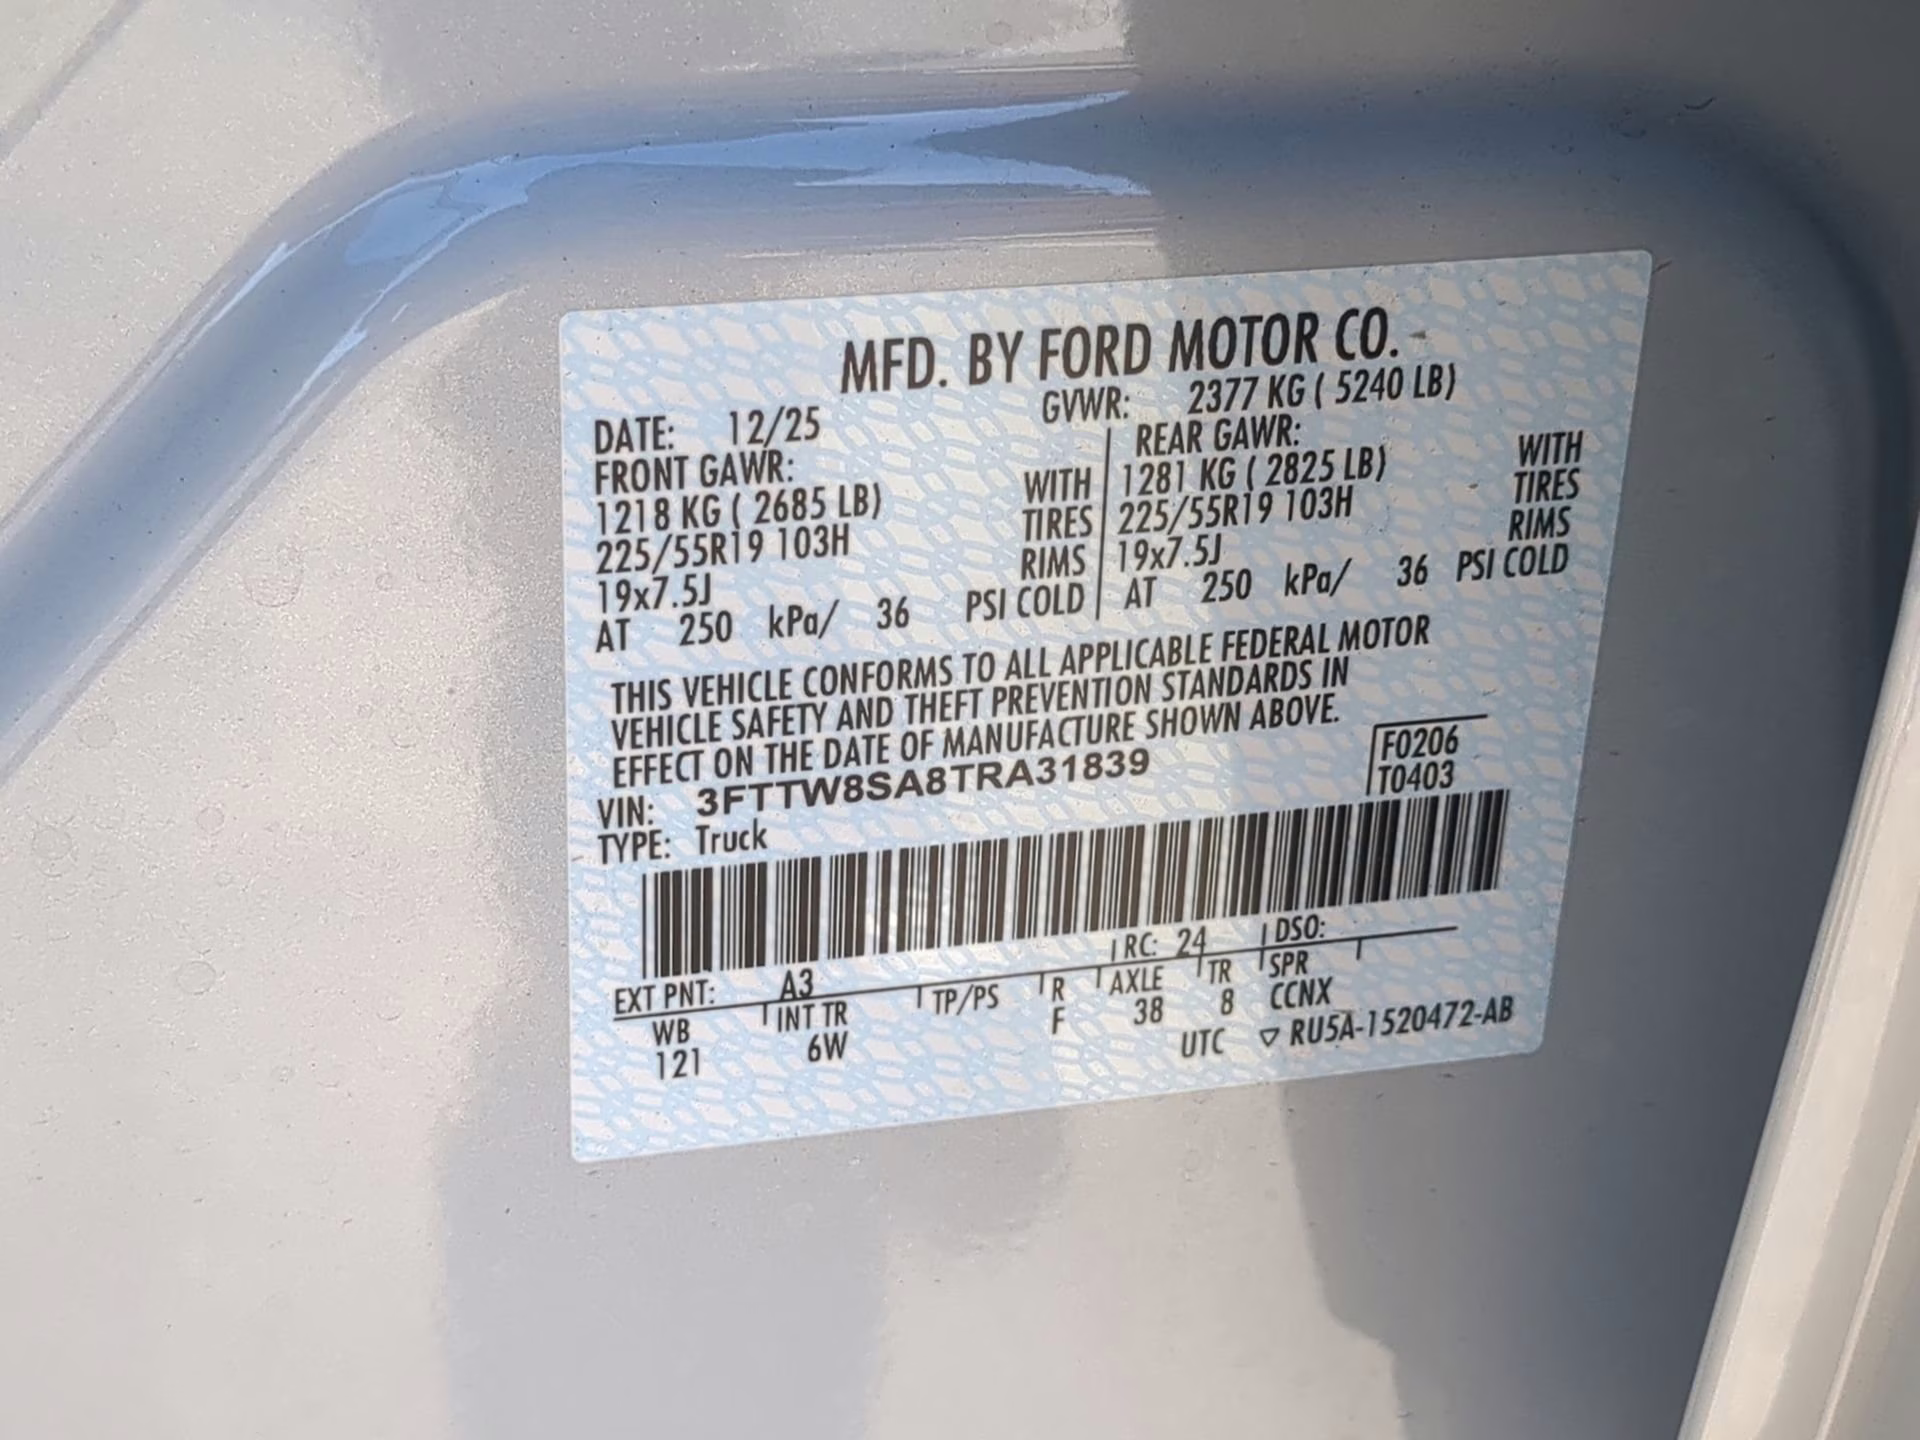 MFD. BY FORD MOTOR CO.
DATE: 12/25 GVWR: 2377 KG ( 5240 LB)
FRONT GAWR: REAR GAWR:
1218 KG ( 2685 LB) WITH 1281 KG ( 2825 LB) WITH
225/55R19 103H TIRES 225/55R19 103H TIRES
19x7.5J RIMS 19x7.5J RIMS
AT 250 kPa/ 36 PSI COLD AT 250 kPa/ 36 PSI COLD
THIS VEHICLE CONFORMS TO ALL APPLICABLE FEDERAL MOTOR
VEHICLE SAFETY AND THEFT PREVENTION STANDARDS IN
EFFECT ON THE DATE OF MANUFACTURE SHOWN ABOVE.
VIN: 3FTTW8SA8TRA31839 F0206
TYPE: Truck T0403
EXT PNT: A3 RC: 24 DSO:
WB INT TR TP/PS R AXLE TR SPR
121 6W F 38 8 CCNX
UTC ▽ RU5A-1520472-AB